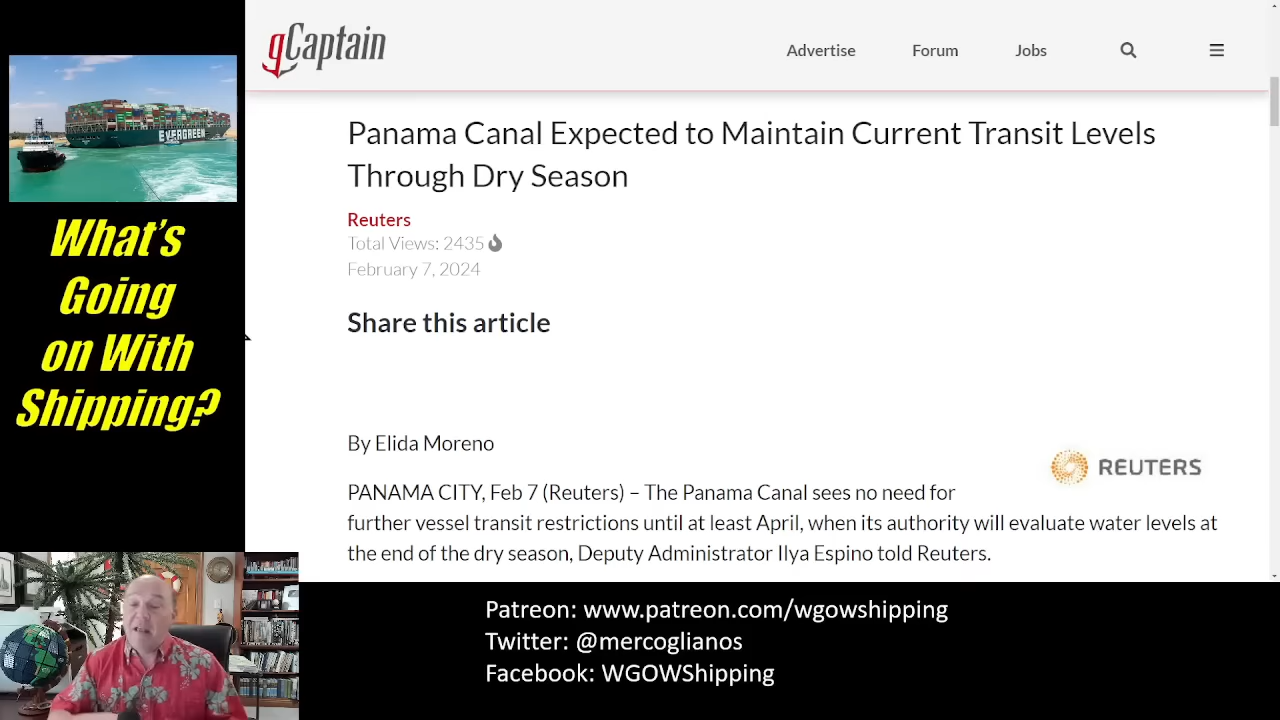 gCaptain
Advertise
Forum
Jobs
EVERGREEN
What's
Going
on With
Shipping?
Panama Canal Expected to Maintain Current Transit Levels
Through Dry Season
Reuters
Total Views: 2435
February 7, 2024
Share this article
By Elida Moreno
REUTERS
PANAMA CITY, Feb 7 (Reuters) – The Panama Canal sees no need for
further vessel transit restrictions until at least April, when its authority will evaluate water levels at
the end of the dry season, Deputy Administrator Ilya Espino told Reuters.
Patreon: www.patreon.com/wgowshipping
Twitter: @mercoglianos
Facebook: WGOWShipping